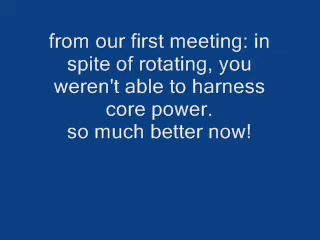 from our first meeting: in
spite of rotating, you
weren't able to harness
core power.
so much better now!